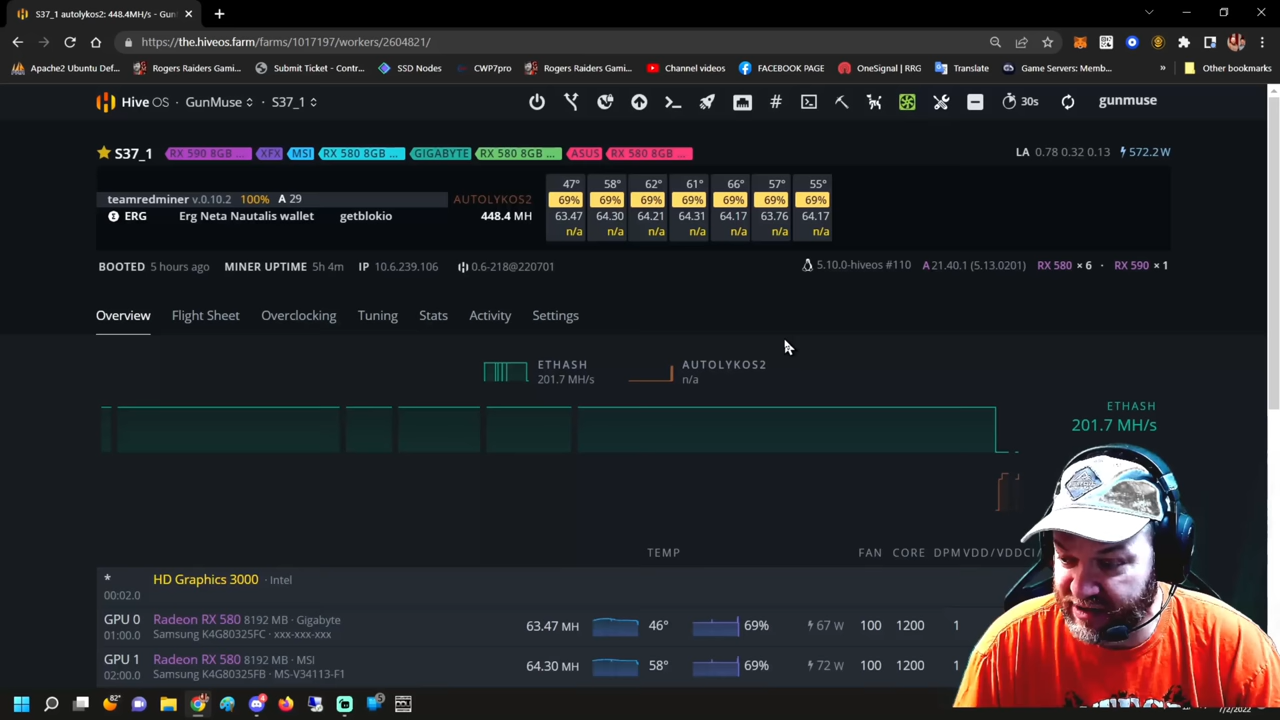 S37_1 autolykos2: 448.4MH/s - Gun
https://the.hiveos.farm/farms/1017197/workers/2604821/
Apache2 Ubuntu Def... Rogers Raiders Gami... Submit Ticket - Contr... SSD Nodes CWP7pro Rogers Raiders Gami... Channel videos FACEBOOK PAGE OneSignal | RRG Translate Game Servers: Memb... » Other bookmarks
Hive OS GunMuse S37_1 30s gunmuse
S37_1 RX 590 8GB ... XFX MSI RX 580 8GB ... GIGABYTE RX 580 8GB ... ASUS RX 580 8GB ... LA 0.78 0.32 0.13 572.2W
47° 58° 62° 61° 66° 57° 55°
teamredminer v.0.10.2 100% A 29 AUTOLYKOS2 69% 69% 69% 69% 69% 69% 69%
ERG Erg Neta Nautalis wallet getblokio 448.4 MH 63.47 64.30 64.21 64.31 64.17 63.76 64.17
n/a n/a n/a n/a n/a n/a n/a
BOOTED 5 hours ago MINER UPTIME 5h 4m IP 10.6.239.106 0.6-218@220701 5.10.0-hiveos #110 A 21.40.1 (5.13.0201) RX 580 × 6 · RX 590 × 1
Overview Flight Sheet Overclocking Tuning Stats Activity Settings
ETHASH AUTOLYKOS2
201.7 MH/s n/a
ETHASH
201.7 MH/s
TEMP FAN CORE DPM VDD/VDDCI/
* HD Graphics 3000 · Intel
00:02.0
GPU 0 Radeon RX 580 8192 MB · Gigabyte 63.47 MH 46° 69% 67 W 100 1200 1
01:00.0 Samsung K4G80325FC · xxx-xxx-xxx
GPU 1 Radeon RX 580 8192 MB · MSI 64.30 MH 58° 69% 72 W 100 1200 1
02:00.0 Samsung K4G80325FB · MS-V34113-F1
82°
7/2/2022